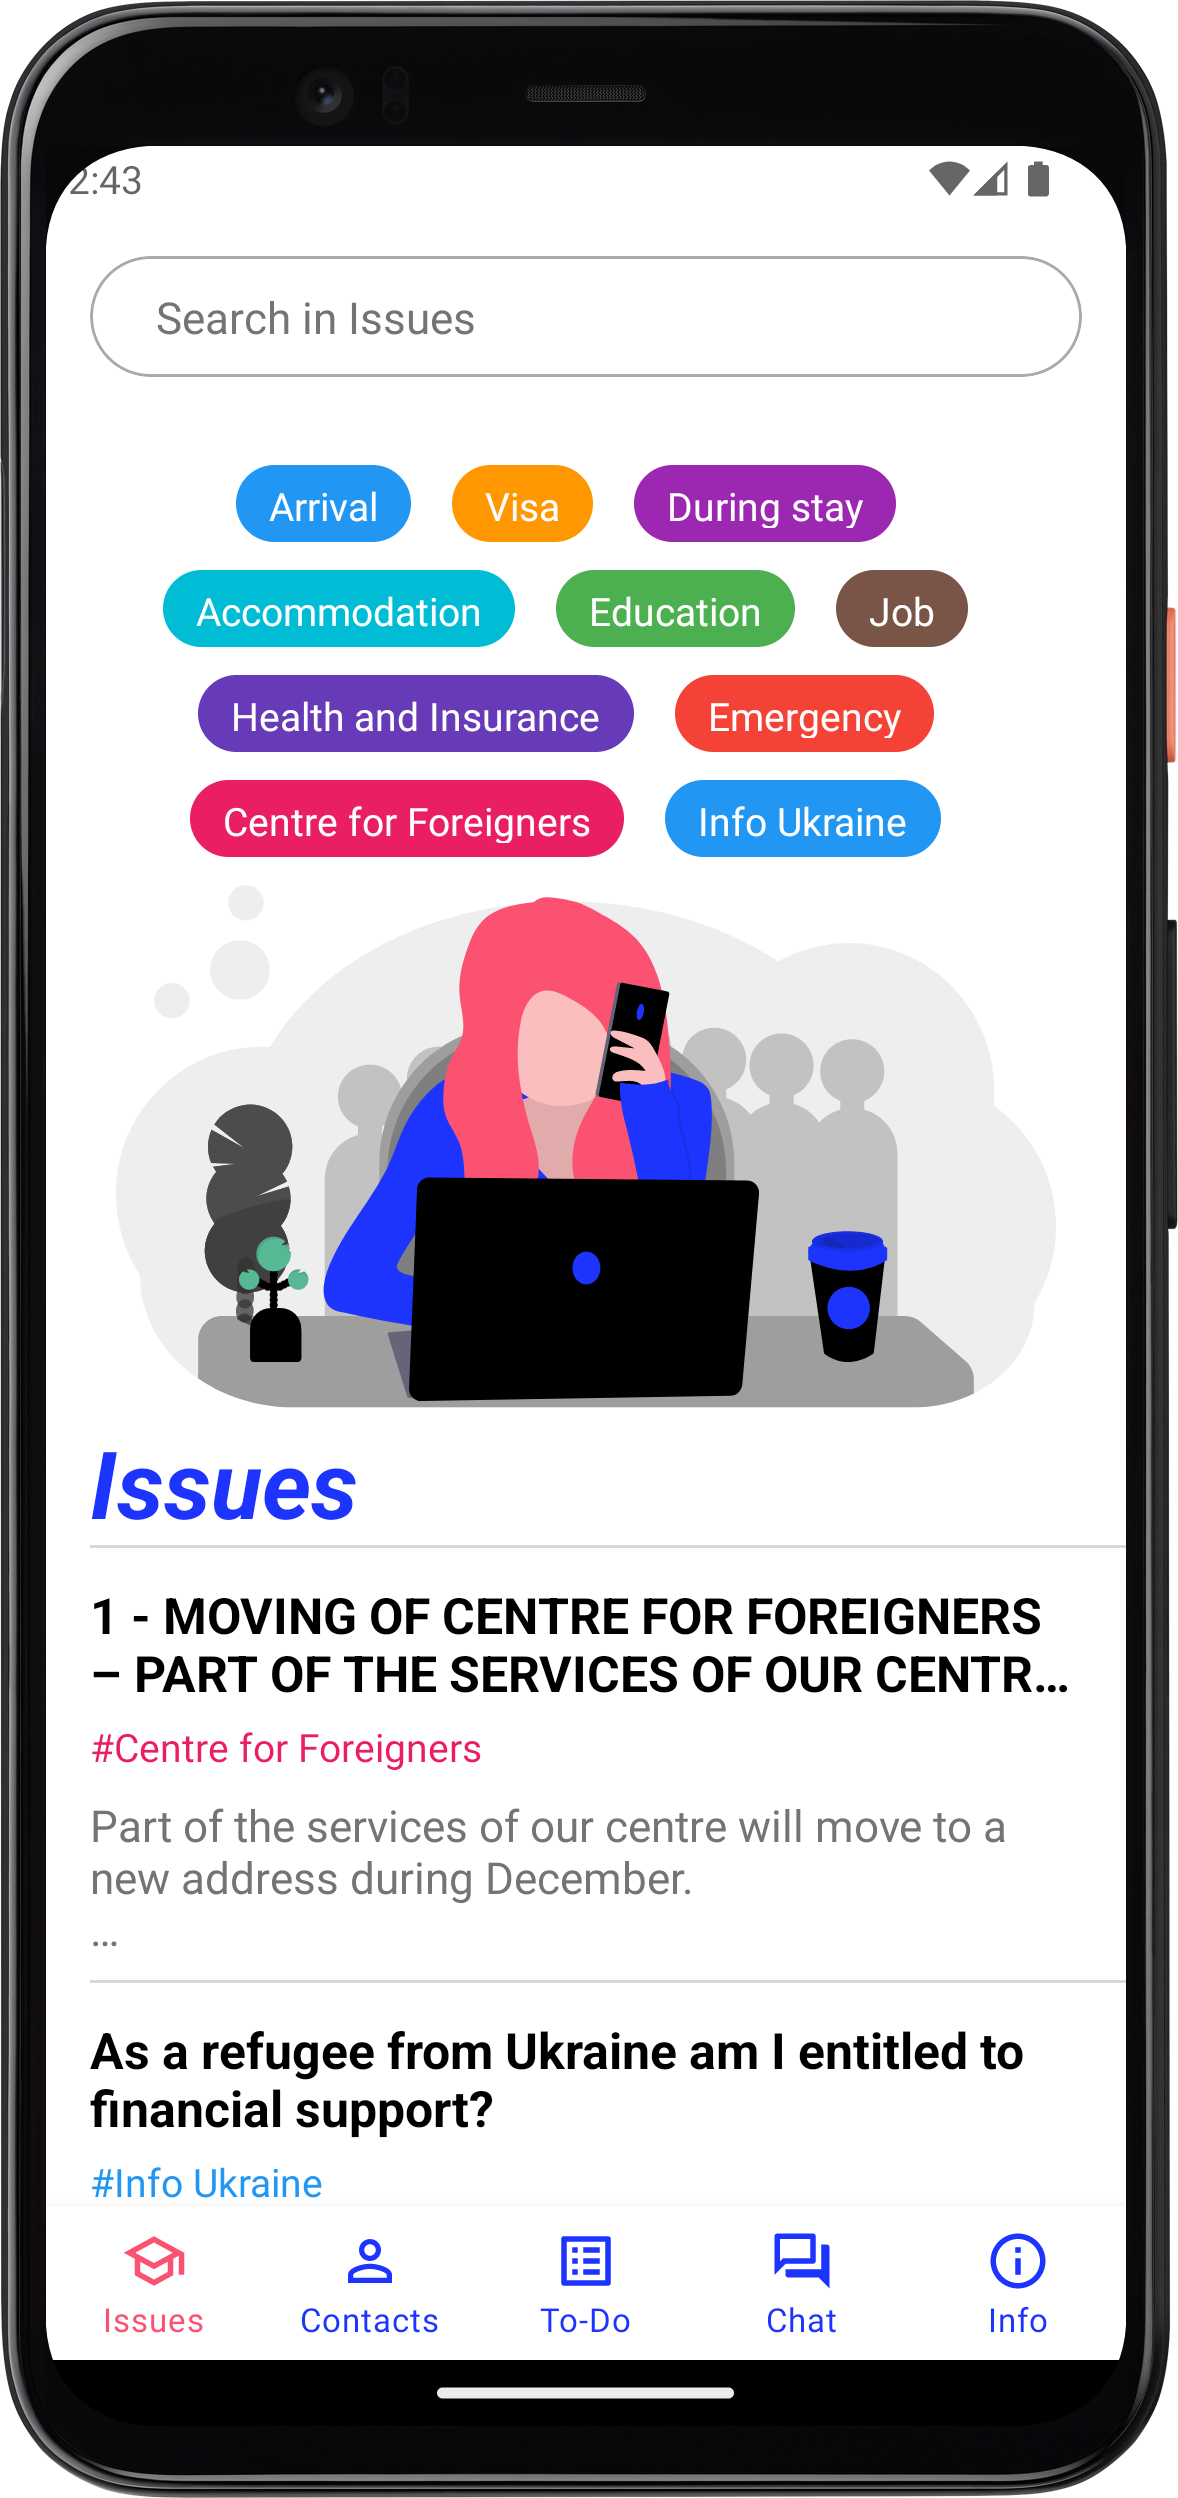 2:43
Search in Issues
Arrival Visa During stay
Accommodation Education Job
Health and Insurance Emergency
Centre for Foreigners Info Ukraine
Issues
1 - MOVING OF CENTRE FOR FOREIGNERS
– PART OF THE SERVICES OF OUR CENTR...
#Centre for Foreigners
Part of the services of our centre will move to a
new address during December.
...
As a refugee from Ukraine am I entitled to
financial support?
#Info Ukraine
Issues Contacts To-Do Chat Info